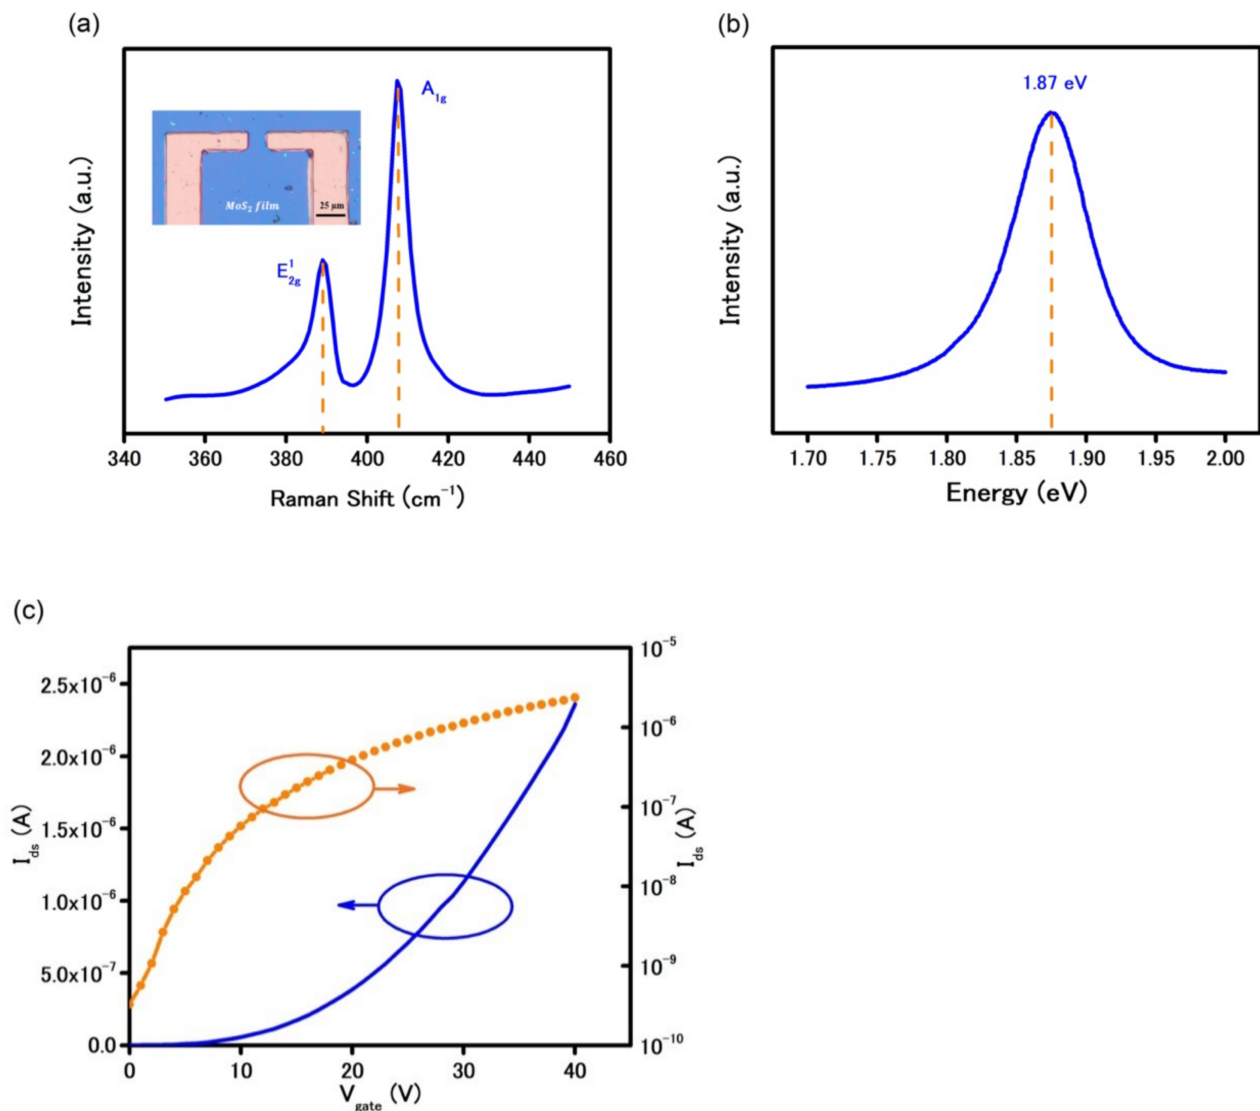 (a)
A1g
E¹2g
MoS2 film
25 μm
Intensity (a.u.)
340 360 380 400 420 440 460
Raman Shift (cm⁻¹)
(b)
1.87 eV
Intensity (a.u.)
1.70 1.75 1.80 1.85 1.90 1.95 2.00
Energy (eV)
(c)
2.5x10⁻⁶
2.0x10⁻⁶
1.5x10⁻⁶
1.0x10⁻⁶
5.0x10⁻⁷
0.0
Ids (A)
10⁻⁵
10⁻⁶
10⁻⁷
10⁻⁸
10⁻⁹
10⁻¹⁰
Ids (A)
0 10 20 30 40
Vgate (V)